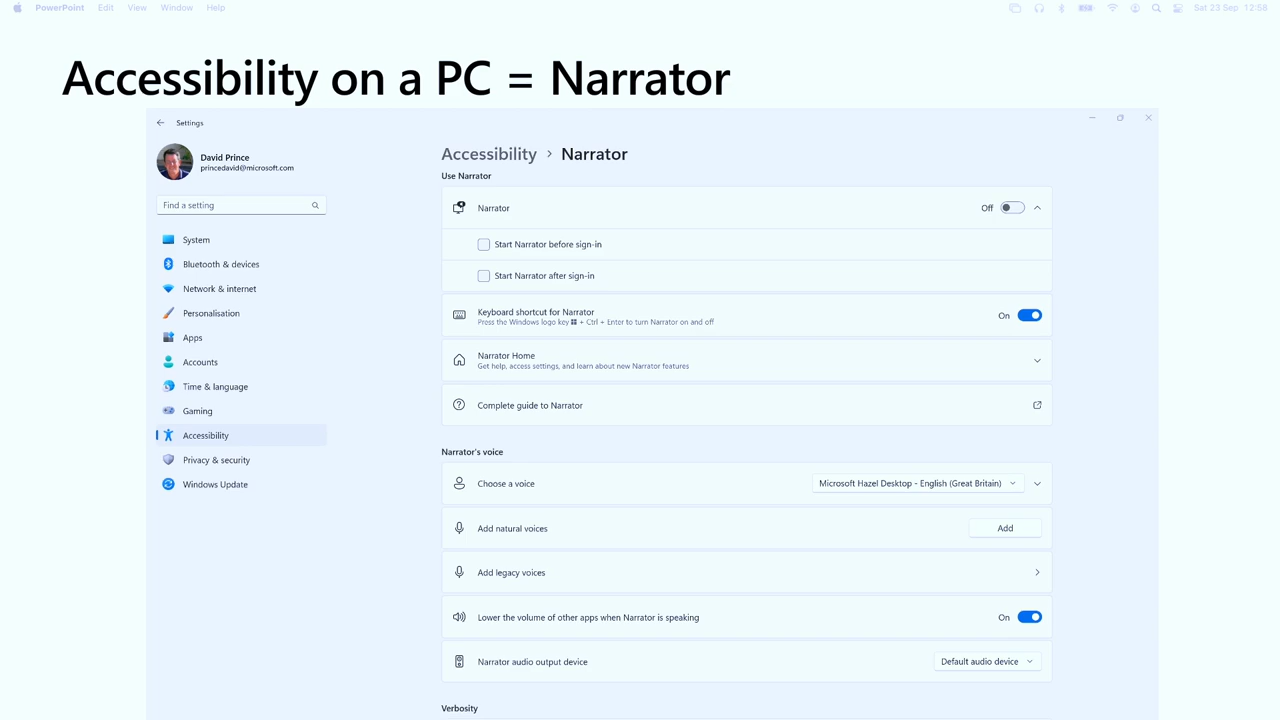 PowerPoint Edit View Window Help
Sat 23 Sep 12:58
Accessibility on a PC = Narrator
Settings
David Prince
princedavid@microsoft.com
Find a setting
System
Bluetooth & devices
Network & internet
Personalisation
Apps
Accounts
Time & language
Gaming
Accessibility
Privacy & security
Windows Update
Accessibility > Narrator
Use Narrator
Narrator Off
Start Narrator before sign-in
Start Narrator after sign-in
Keyboard shortcut for Narrator On
Press the Windows logo key + Ctrl + Enter to turn Narrator on and off
Narrator Home
Get help, access settings, and learn about new Narrator features
Complete guide to Narrator
Narrator's voice
Choose a voice Microsoft Hazel Desktop - English (Great Britain)
Add natural voices Add
Add legacy voices
Lower the volume of other apps when Narrator is speaking On
Narrator audio output device Default audio device
Verbosity